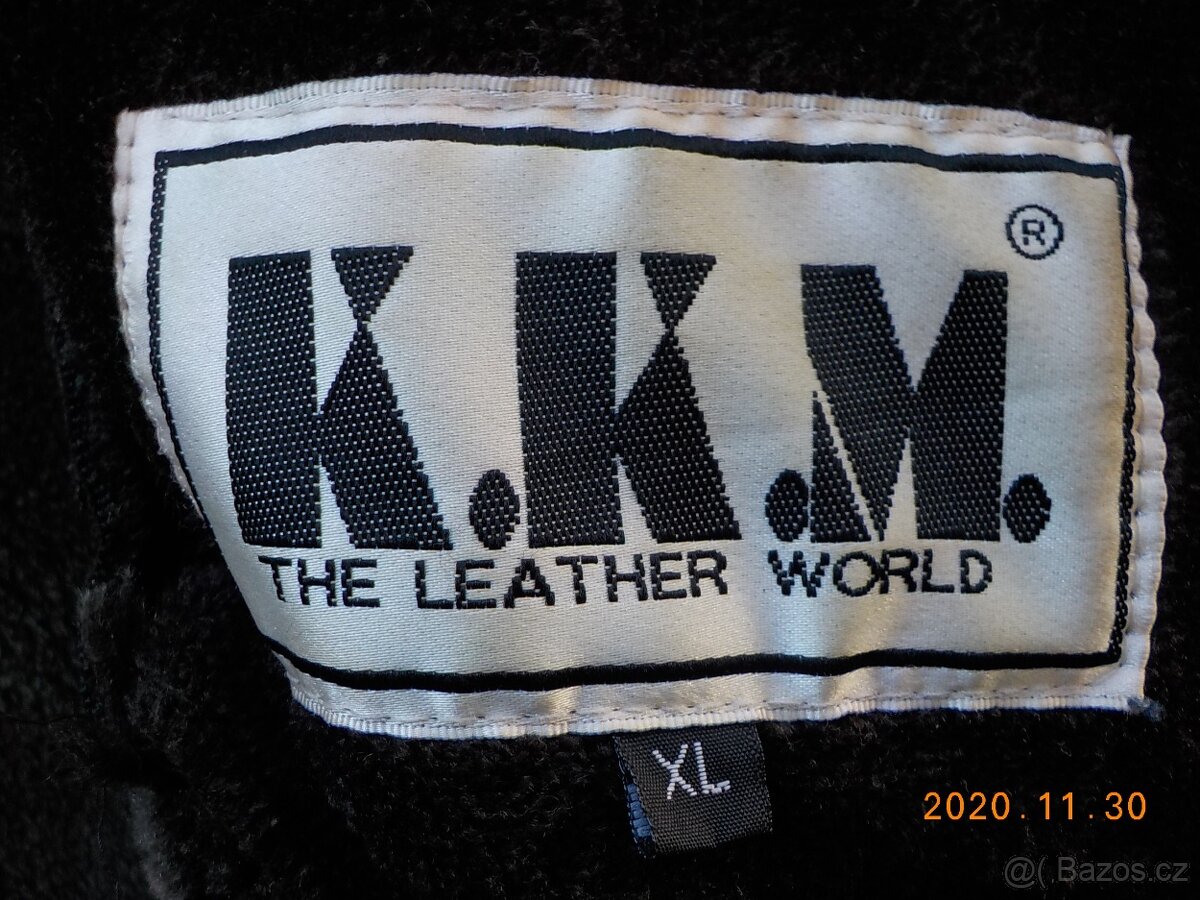 ®
K.K.M.
THE LEATHER WORLD
XL
2020.11.30
@( Bazos.cz